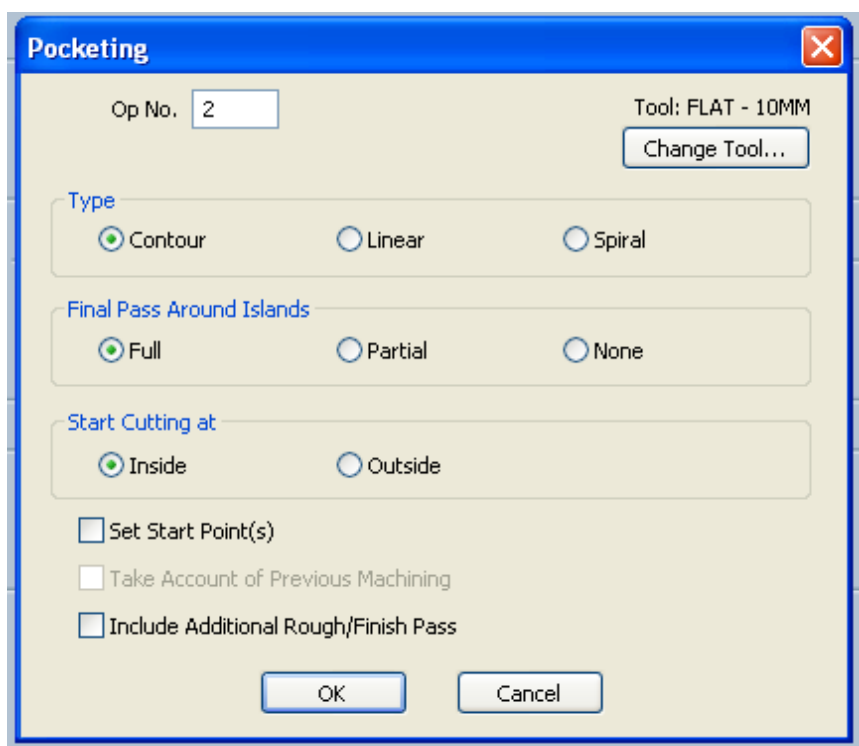 Pocketing
Op No. 2
Tool: FLAT - 10MM
Change Tool...
Type
Contour Linear Spiral
Final Pass Around Islands
Full Partial None
Start Cutting at
Inside Outside
Set Start Point(s)
Take Account of Previous Machining
Include Additional Rough/Finish Pass
OK Cancel